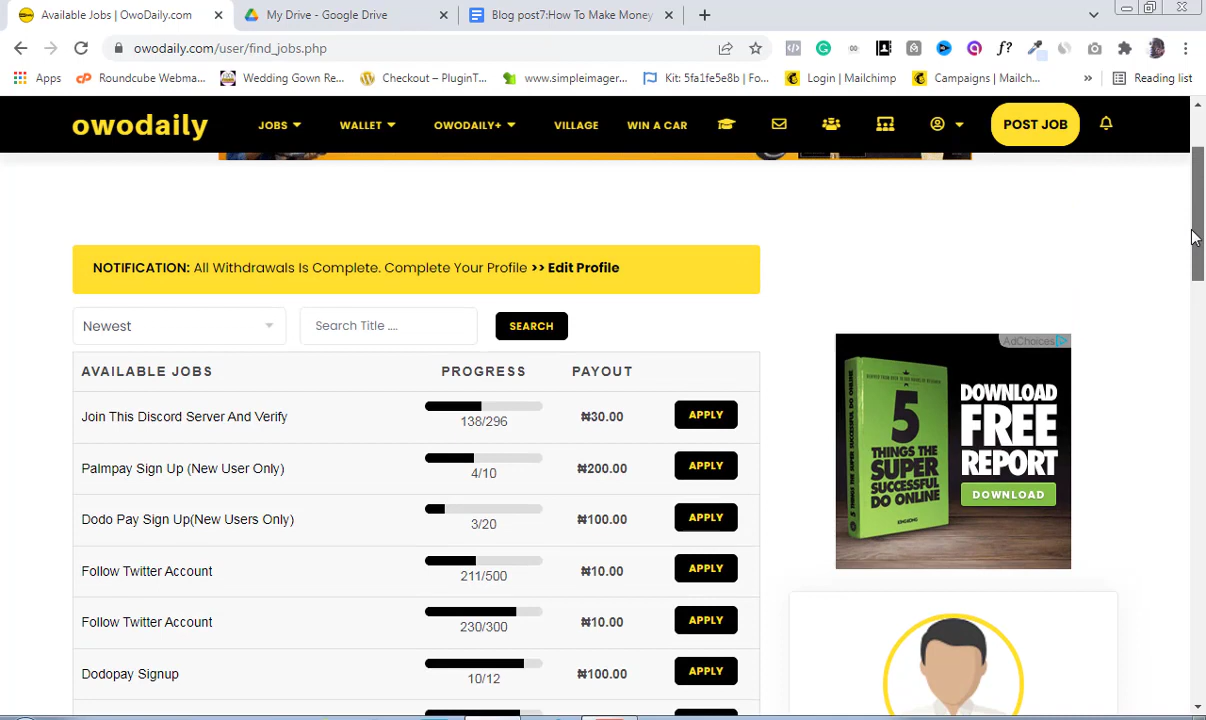 Available Jobs | OwoDaily.com
My Drive - Google Drive
Blog post7:How To Make Money
owodaily.com/user/find_jobs.php
Apps
Roundcube Webma...
Wedding Gown Re...
Checkout – PluginT...
www.simpleimager...
Kit: 5fa1fe5e8b | Fo...
Login | Mailchimp
Campaigns | Mailch...
»
Reading list
owodaily
JOBS
WALLET
OWODAILY+
VILLAGE
WIN A CAR
POST JOB
NOTIFICATION: All Withdrawals Is Complete. Complete Your Profile >> Edit Profile
Newest
Search Title ....
SEARCH
AVAILABLE JOBS PROGRESS PAYOUT
Join This Discord Server And Verify 138/296 ₦30.00 APPLY
Palmpay Sign Up (New User Only) 4/10 ₦200.00 APPLY
Dodo Pay Sign Up(New Users Only) 3/20 ₦100.00 APPLY
Follow Twitter Account 211/500 ₦10.00 APPLY
Follow Twitter Account 230/300 ₦10.00 APPLY
Dodopay Signup 10/12 ₦100.00 APPLY
AdChoices
5
THINGS THE
SUPER
SUCCESSFUL
DO ONLINE
KINGKONG
DOWNLOAD
FREE
REPORT
DOWNLOAD